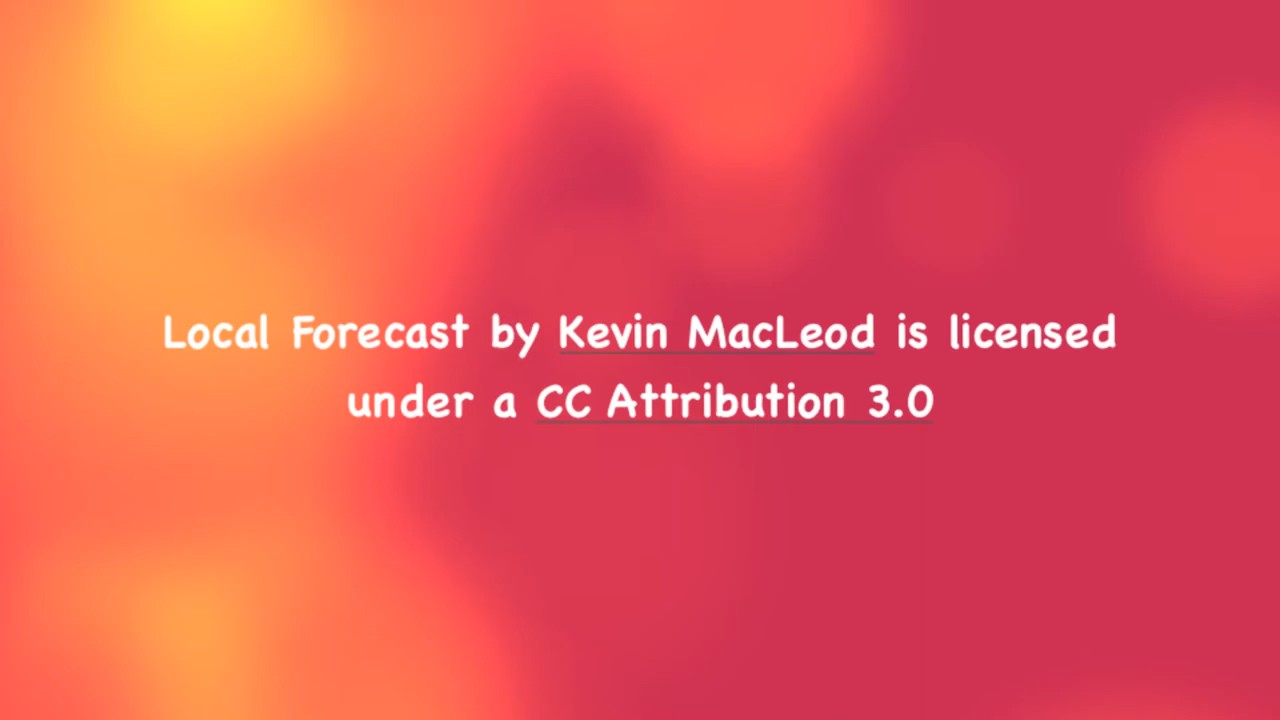 Local Forecast by Kevin MacLeod is licensed
under a CC Attribution 3.0